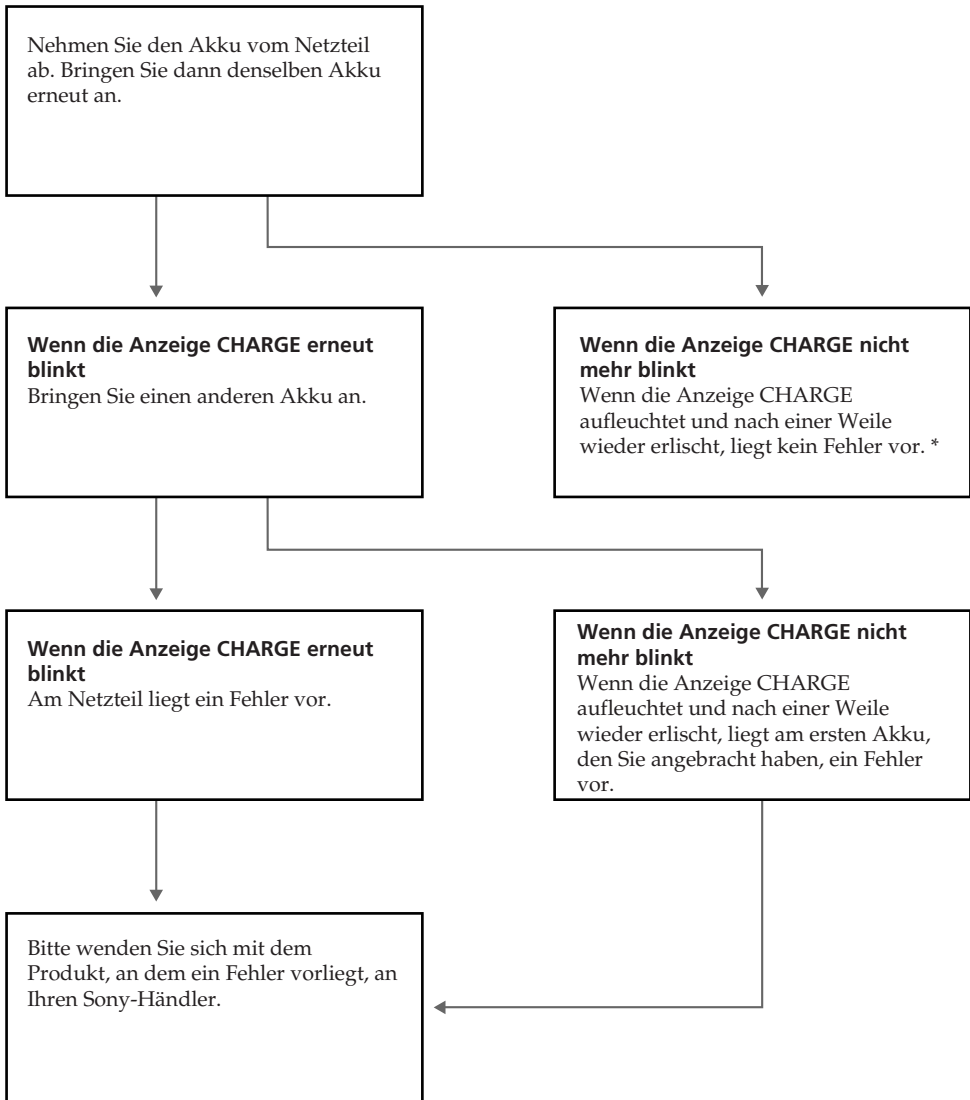 Nehmen Sie den Akku vom Netzteil
ab. Bringen Sie dann denselben Akku
erneut an.
Wenn die Anzeige CHARGE erneut
blinkt
Bringen Sie einen anderen Akku an.
Wenn die Anzeige CHARGE nicht
mehr blinkt
Wenn die Anzeige CHARGE
aufleuchtet und nach einer Weile
wieder erlischt, liegt kein Fehler vor. *
Wenn die Anzeige CHARGE erneut
blinkt
Am Netzteil liegt ein Fehler vor.
Wenn die Anzeige CHARGE nicht
mehr blinkt
Wenn die Anzeige CHARGE
aufleuchtet und nach einer Weile
wieder erlischt, liegt am ersten Akku,
den Sie angebracht haben, ein Fehler
vor.
Bitte wenden Sie sich mit dem
Produkt, an dem ein Fehler vorliegt, an
Ihren Sony-Händler.